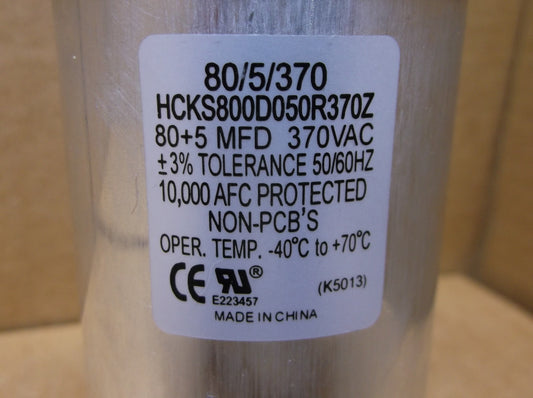 80/5/370
HCKS800D050R370Z
80+5 MFD 370VAC
±3% TOLERANCE 50/60HZ
10,000 AFC PROTECTED
NON-PCB'S
OPER. TEMP. -40°C to +70°C
CE RU® (K5013)
E223457
MADE IN CHINA